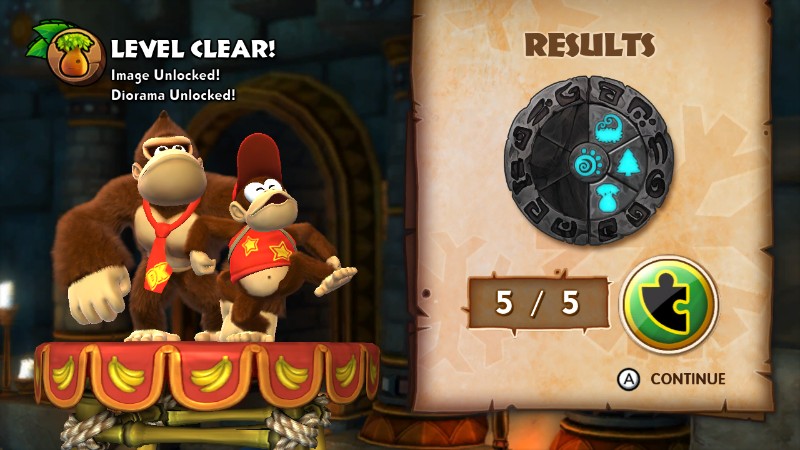 LEVEL CLEAR!
Image Unlocked!
Diorama Unlocked!
RESULTS
5 / 5
A CONTINUE